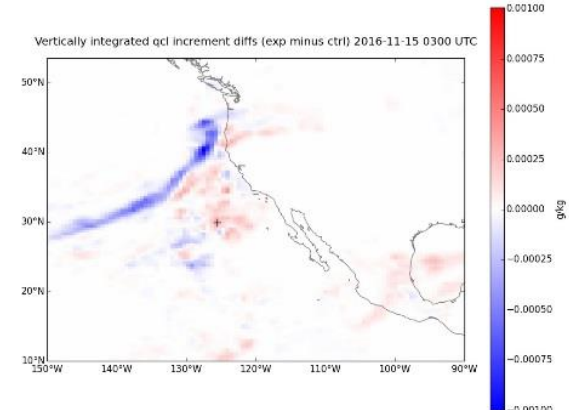 Vertically integrated qcl increment diffs (exp minus ctrl) 2016-11-15 0300 UTC
50°N
40°N
30°N
20°N
10°N
150°W 140°W 130°W 120°W 110°W 100°W 90°W
0.00100
0.00075
0.00050
0.00025
0.00000
−0.00025
−0.00050
−0.00075
−0.00100
g/kg